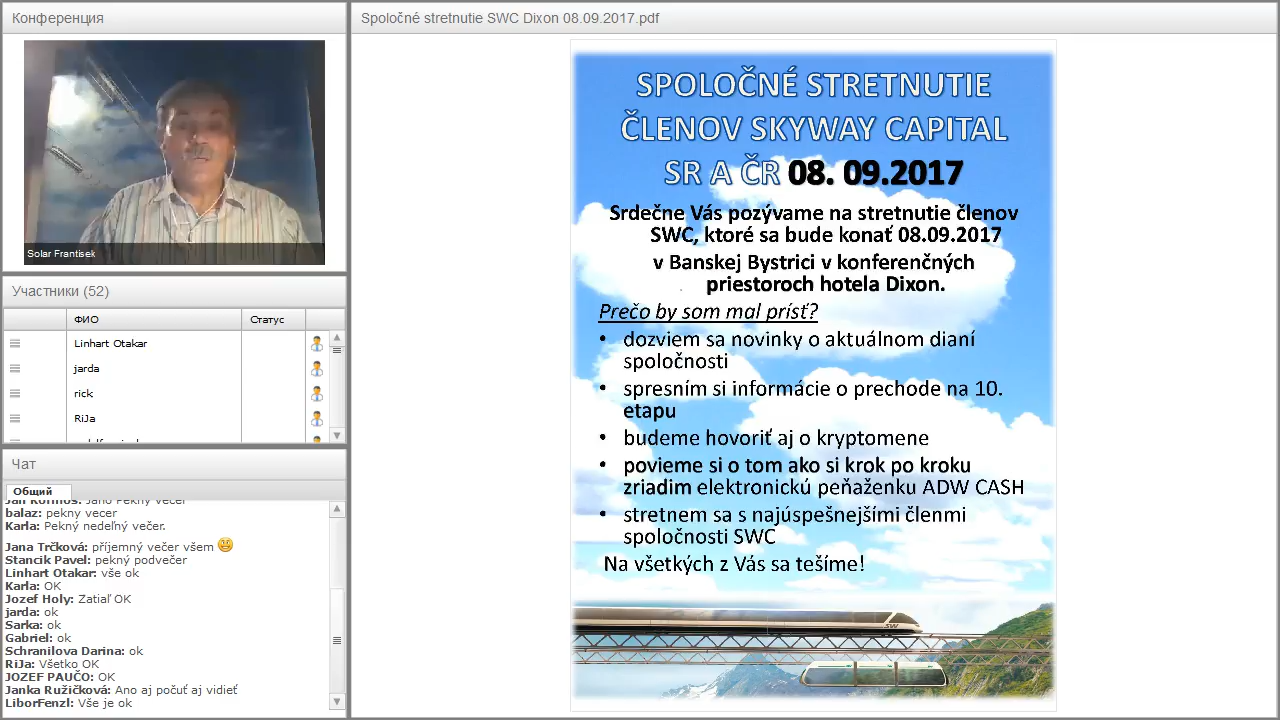 Конференция
Solar Frantisek
Участники (52)
ФИО
Статус
Linhart Otakar
jarda
rick
RiJa
Чат
Общий
balaz: pekny vecer
Karla: Pekný nedeľný večer.
Jana Trčková: příjemný večer všem
Stancik Pavel: pekný podvečer
Linhart Otakar: vše ok
Karla: OK
Jozef Holy: Zatiaľ OK
jarda: ok
Sarka: ok
Gabriel: ok
Schranilova Darina: ok
RiJa: Všetko OK
JOZEF PAUČO: OK
Janka Ružičková: Ano aj počuť aj vidieť
LiborFenzl: Vše je ok
Spoločné stretnutie SWC Dixon 08.09.2017.pdf
SPOLOČNÉ STRETNUTIE
ČLENOV SKYWAY CAPITAL
SR A ČR 08. 09.2017
Srdečne Vás pozývame na stretnutie členov
SWC, ktoré sa bude konať 08.09.2017
v Banskej Bystrici v konferenčných
priestoroch hotela Dixon.
Prečo by som mal prísť?
• dozviem sa novinky o aktuálnom dianí
spoločnosti
• spresním si informácie o prechode na 10.
etapu
• budeme hovoriť aj o kryptomene
• povieme si o tom ako si krok po kroku
zriadim elektronickú peňaženku ADW CASH
• stretnem sa s najúspešnejšími členmi
spoločnosti SWC
Na všetkých z Vás sa tešíme!
SW